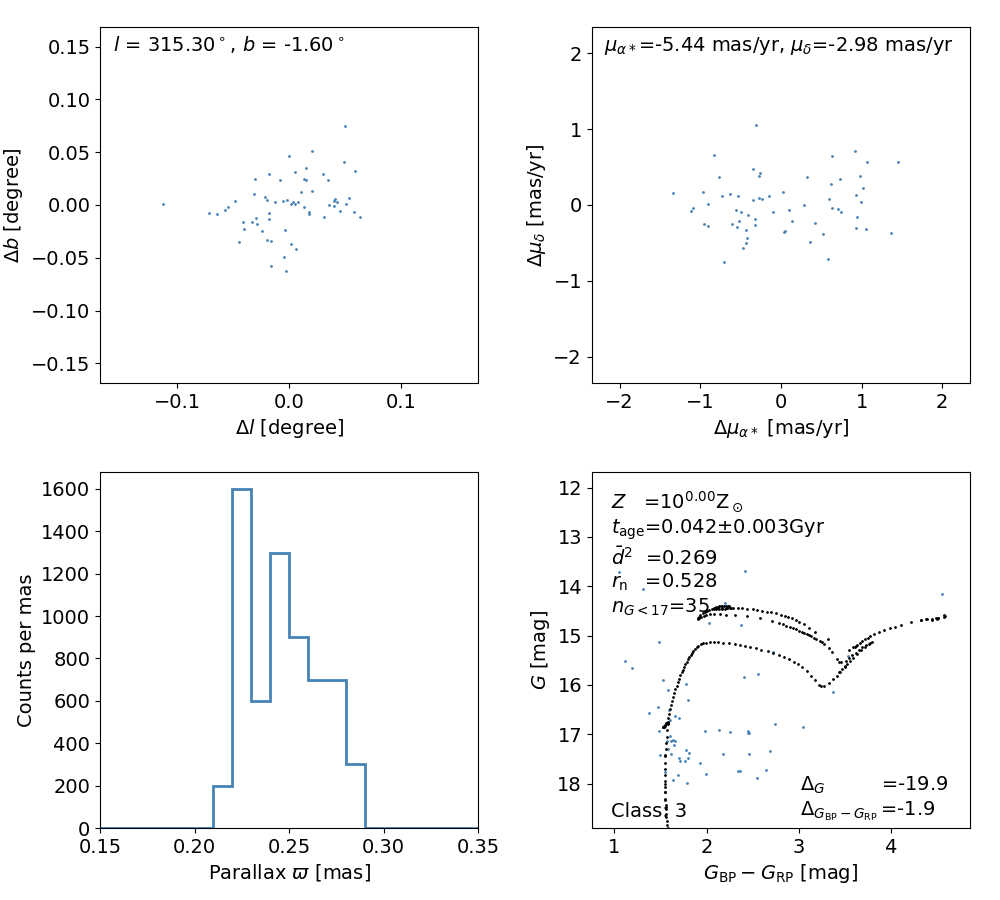 l = 315.30°, b = -1.60°
0.15
0.10
0.05
0.00
−0.05
−0.10
−0.15
Δb [degree]
−0.1 0.0 0.1
Δl [degree]
μα*=-5.44 mas/yr, μδ=-2.98 mas/yr
2
1
0
−1
−2
Δμδ [mas/yr]
−2 −1 0 1 2
Δμα* [mas/yr]
1600
1400
1200
1000
800
600
400
200
0
Counts per mas
0.15 0.20 0.25 0.30 0.35
Parallax ϖ [mas]
12
13
14
15
16
17
18
G [mag]
Z =10^0.00 Z⊙
t_age=0.042±0.003Gyr
d̄² =0.269
r_n =0.528
n_G<17=35
Δ_G =-19.9
Δ_G_BP−G_RP=-1.9
Class 3
1 2 3 4
G_BP − G_RP [mag]